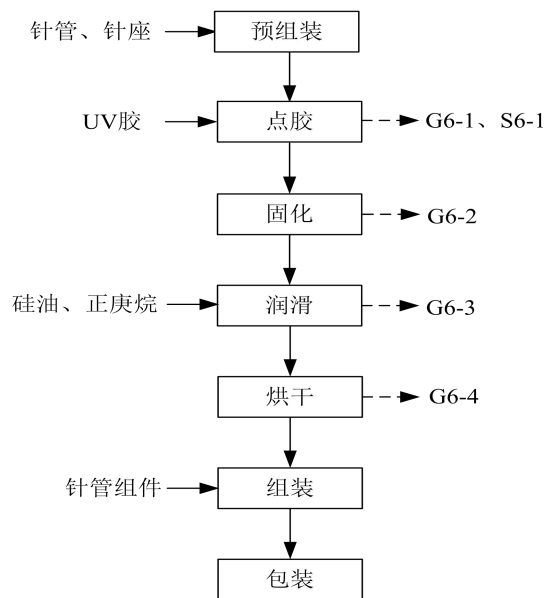 针管、针座 预组装
UV胶 点胶 G6-1、S6-1
固化 G6-2
硅油、正庚烷 润滑 G6-3
烘干 G6-4
针管组件 组装
包装